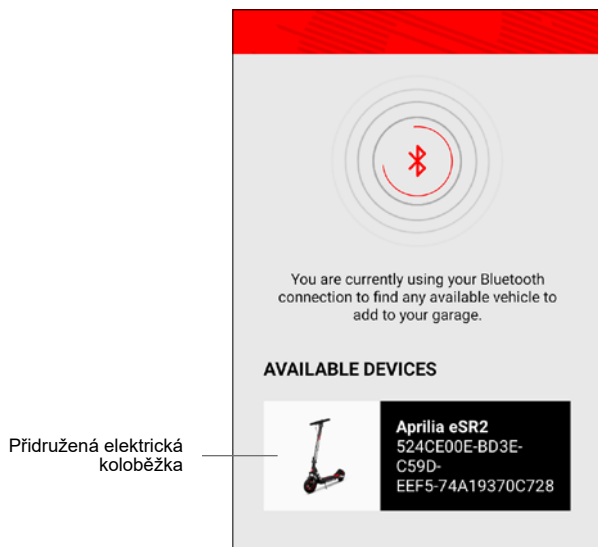 You are currently using your Bluetooth
connection to find any available vehicle to
add to your garage.
AVAILABLE DEVICES
Přidružená elektrická
koloběžka
Aprilia eSR2
524CE00E-BD3E-
C59D-
EEF5-74A19370C728